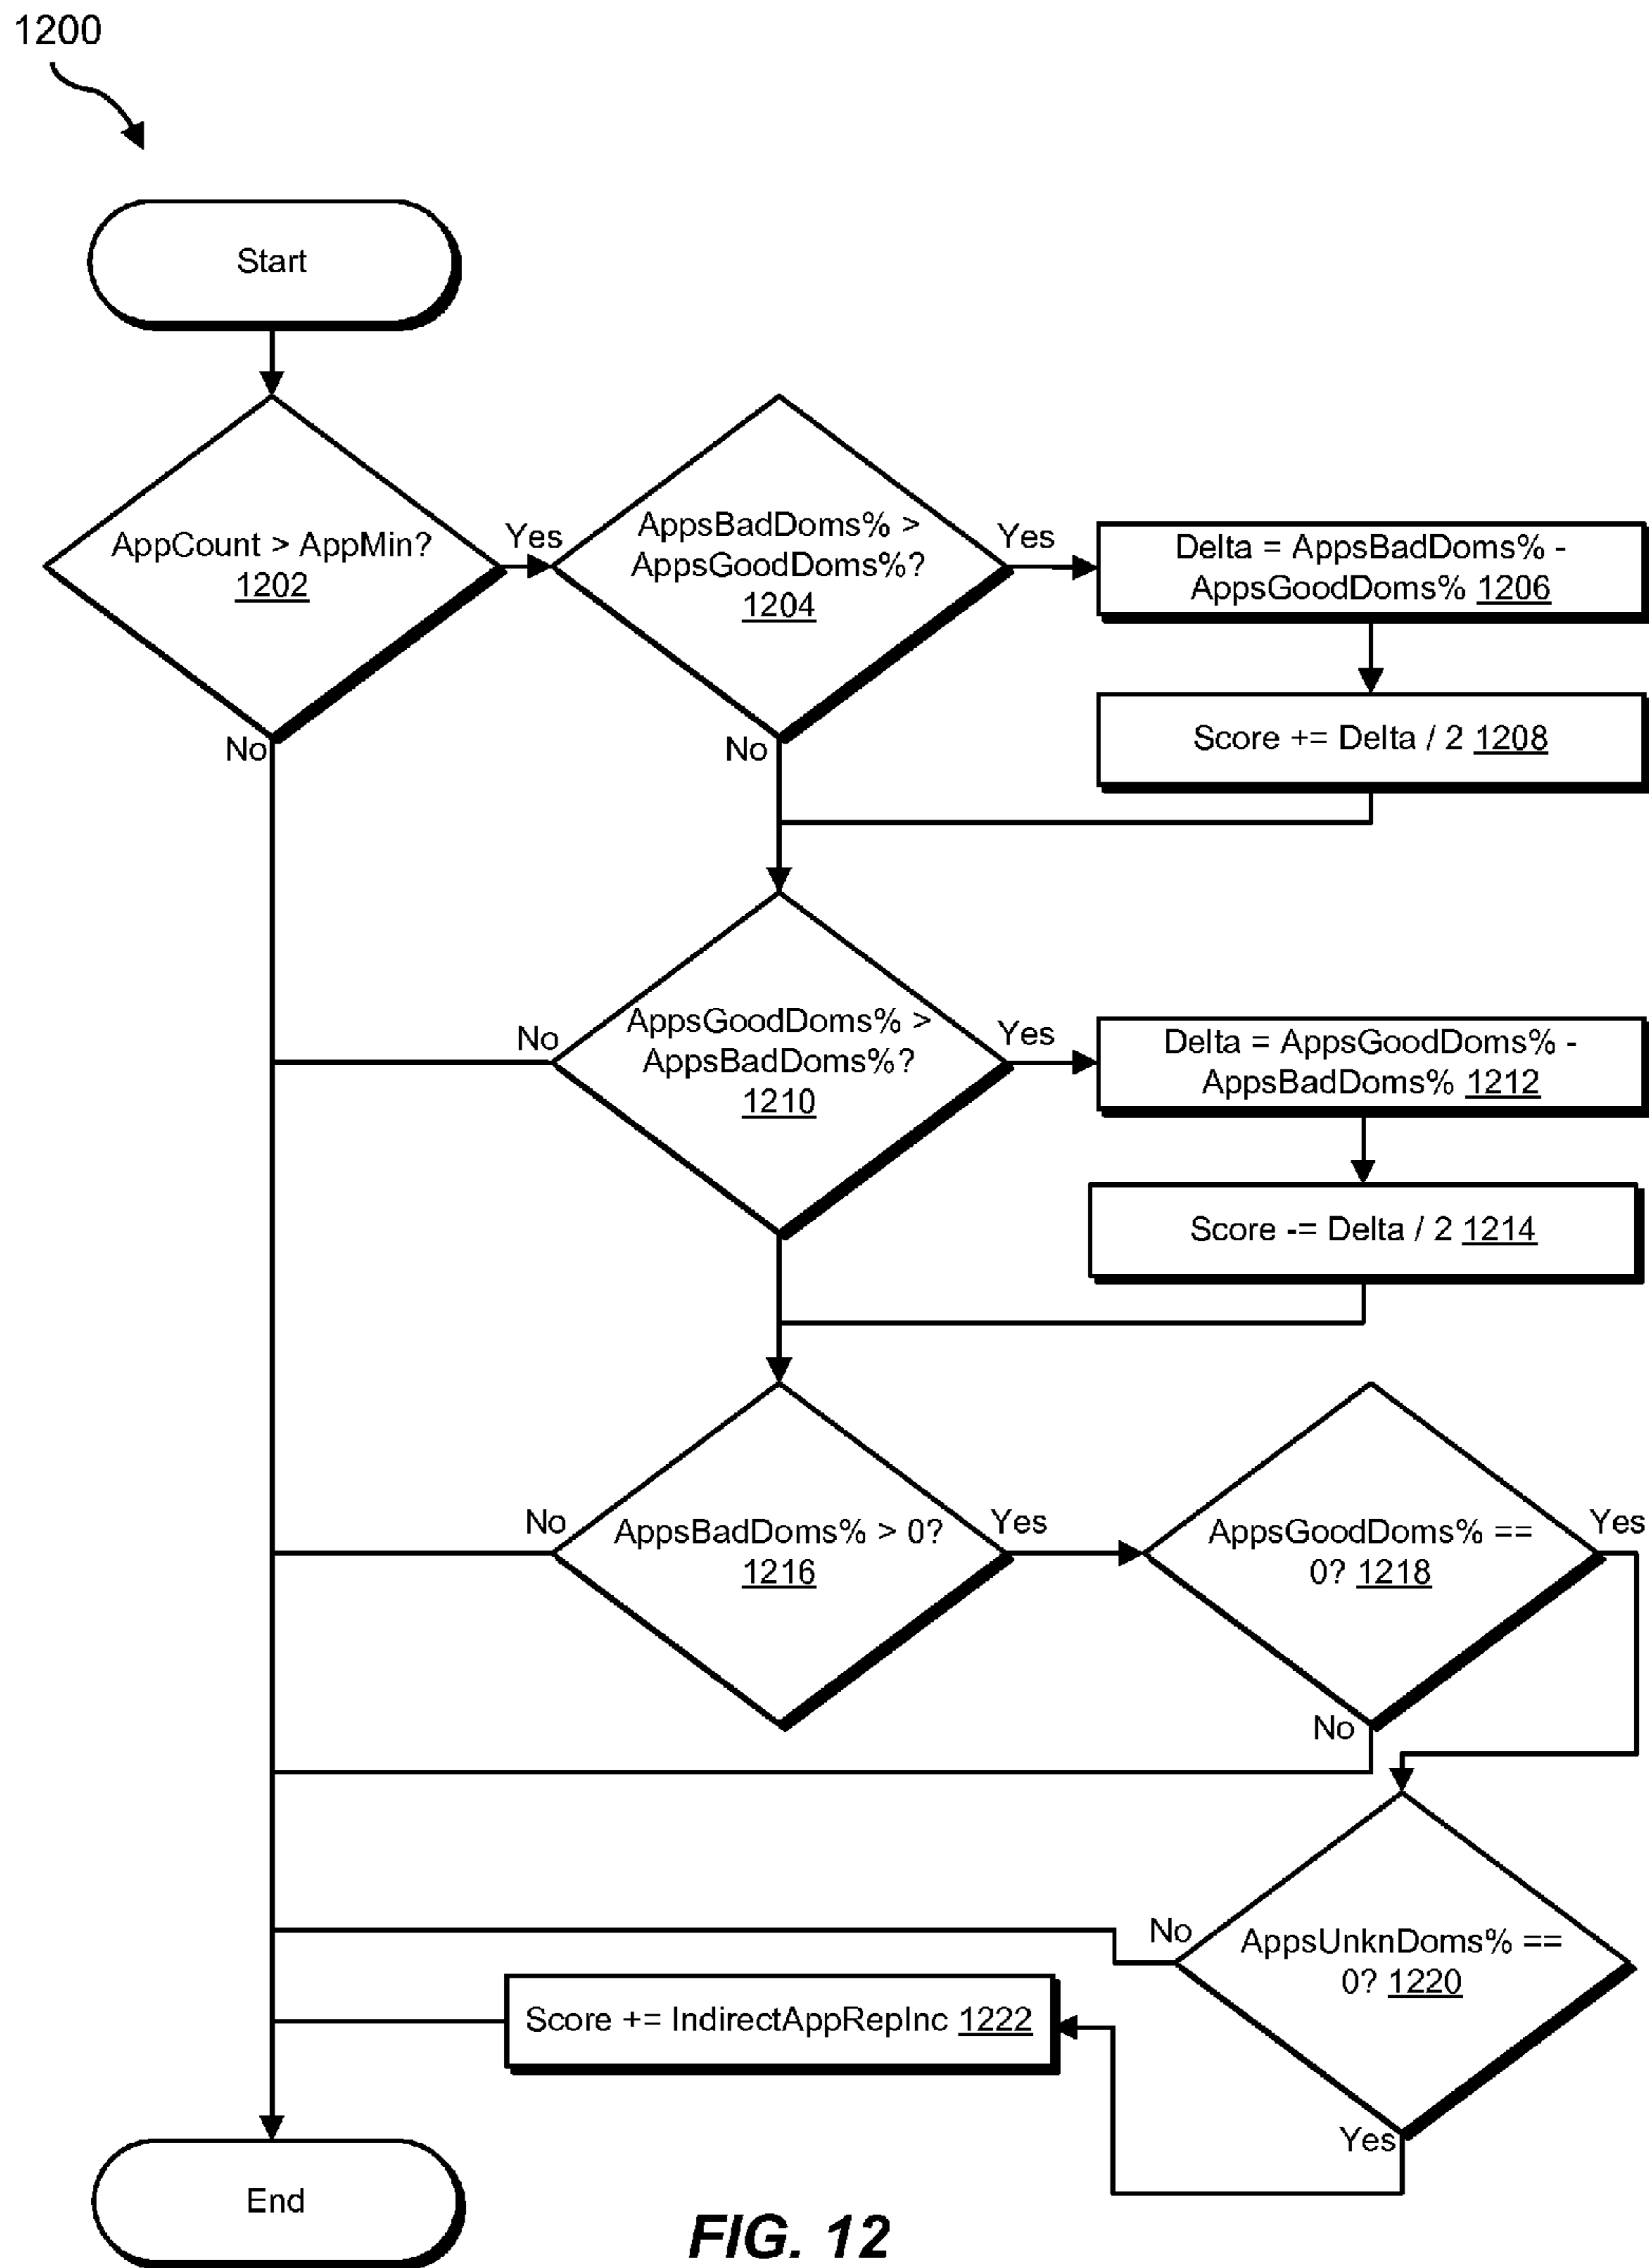 1200
Start
AppCount > AppMin?
1202
Yes
No
AppsBadDoms% >
AppsGoodDoms%?
1204
Yes
No
Delta = AppsBadDoms% -
AppsGoodDoms% 1206
Score += Delta / 2 1208
AppsGoodDoms% >
AppsBadDoms%?
1210
No
Yes
Delta = AppsGoodDoms% -
AppsBadDoms% 1212
Score -= Delta / 2 1214
AppsBadDoms% > 0?
1216
No
Yes
AppsGoodDoms% ==
0? 1218
Yes
No
AppsUnknDoms% ==
0? 1220
No
Yes
Score += IndirectAppRepInc 1222
End
FIG. 12